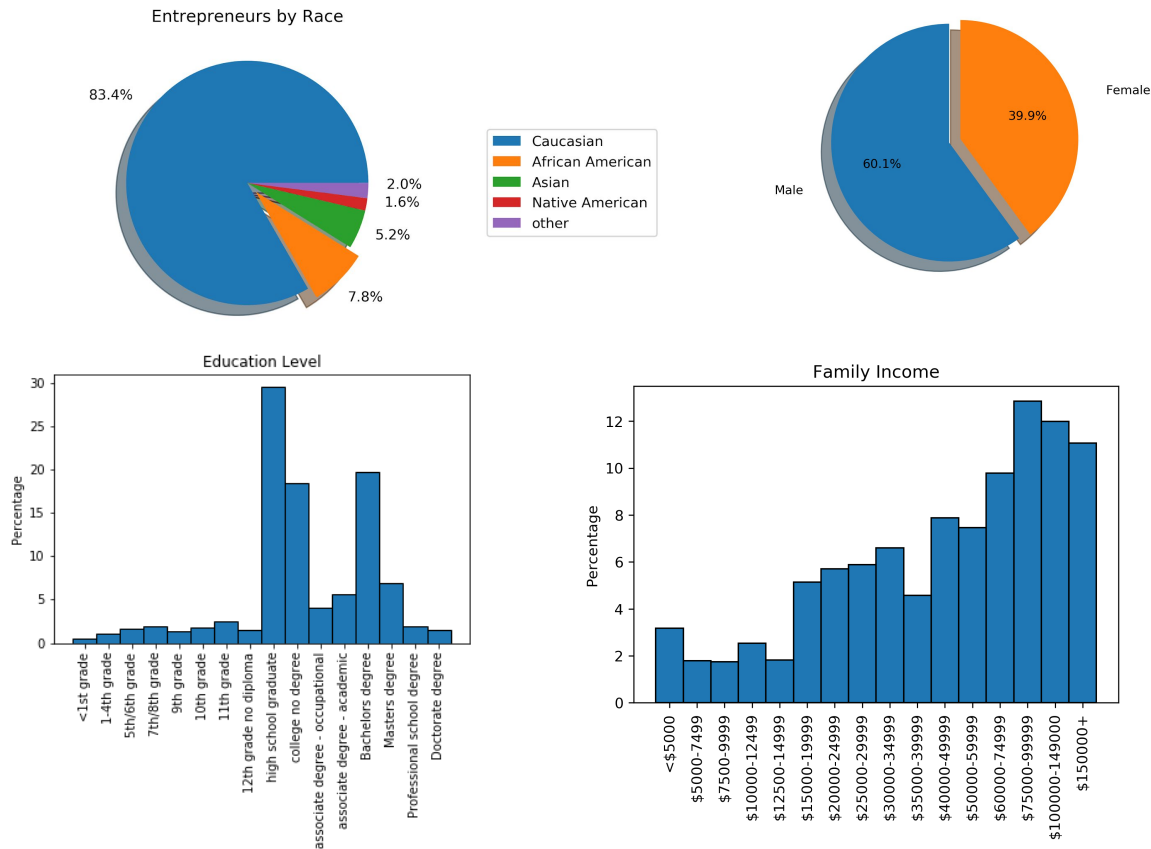 Entrepreneurs by Race
83.4%
2.0%
1.6%
5.2%
7.8%
Caucasian
African American
Asian
Native American
other
Female
39.9%
60.1%
Male
Education Level
Percentage
30
25
20
15
10
5
0
<1st grade
1-4th grade
5th/6th grade
7th/8th grade
9th grade
10th grade
11th grade
12th grade no diploma
high school graduate
college no degree
associate degree - occupational
associate degree - academic
Bachelors degree
Masters degree
Professional school degree
Doctorate degree
Family Income
Percentage
12
10
8
6
4
2
0
<$5000
$5000-7499
$7500-9999
$10000-12499
$12500-14999
$15000-19999
$20000-24999
$25000-29999
$30000-34999
$35000-39999
$40000-49999
$50000-59999
$60000-74999
$75000-99999
$100000-149000
$150000+